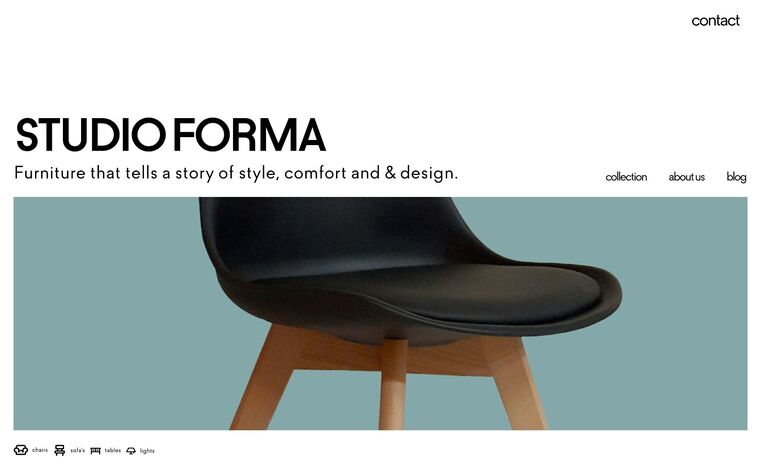 contact
STUDIO FORMA
Furniture that tells a story of style, comfort and & design.
collection about us blog
chairs sofa's tables lights